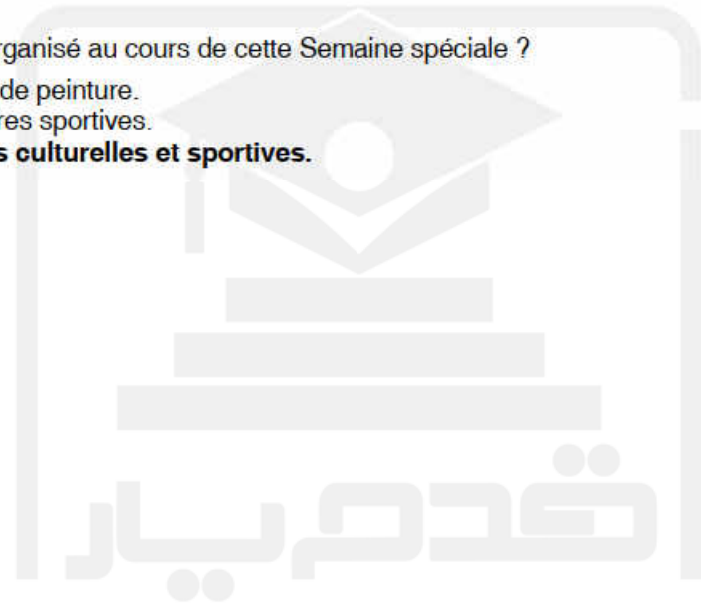 rganisé au cours de cette Semaine spéciale ?
de peinture.
res sportives.
s culturelles et sportives.
قدم یار